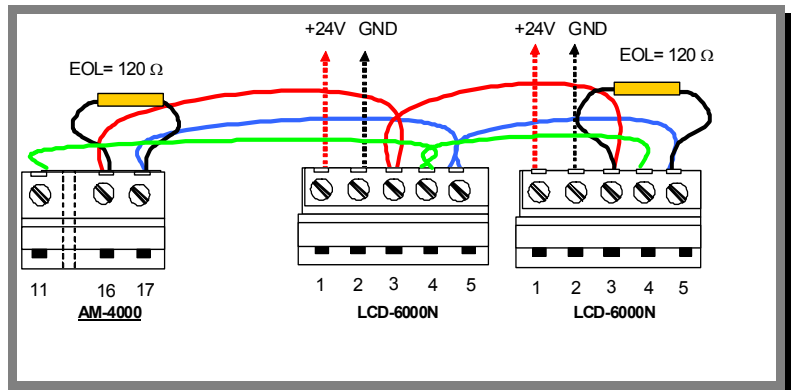 +24V GND +24V GND
EOL= 120 Ω EOL= 120 Ω
11 16 17 1 2 3 4 5 1 2 3 4 5
AM-4000 LCD-6000N LCD-6000N